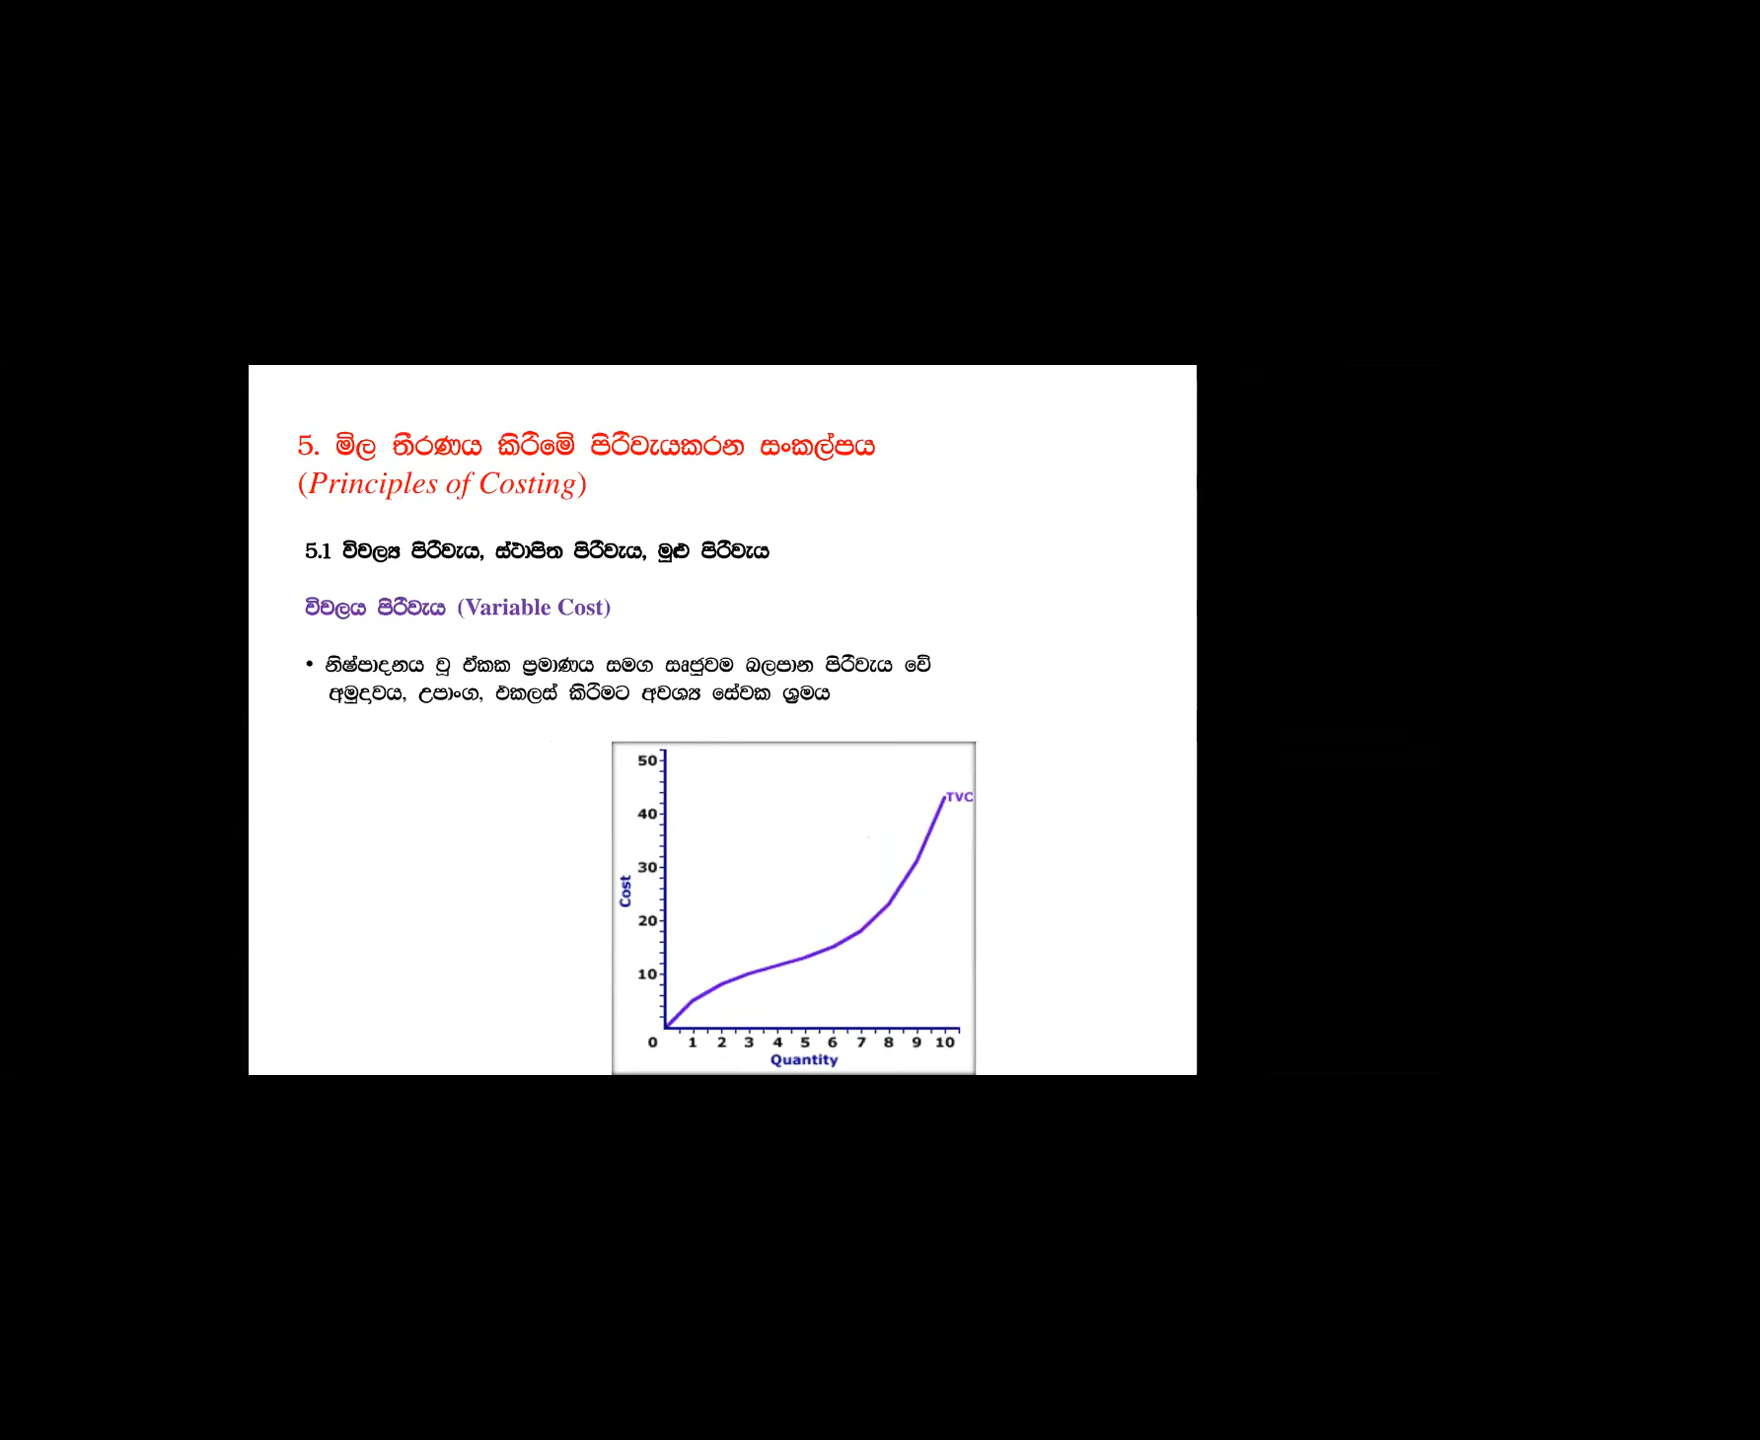 5. මිල තීරණය කිරීමේ පිරිවැයකරන සංකල්පය
(Principles of Costing)
5.1 විචල්‍ය පිරිවැය, ස්ථාපිත පිරිවැය, මුළු පිරිවැය
විචලය පිරිවැය (Variable Cost)
• නිෂ්පාදනය වූ ඒකක ප්‍රමාණය සමග සෘජුවම බලපාන පිරිවැය වේ
අමුද්‍රව්‍යය, උපාංග, එකලස් කිරීමට අවශ්‍ය සේවක ශ්‍රමය
50
40
30
20
10
Cost
TVC
0 1 2 3 4 5 6 7 8 9 10
Quantity